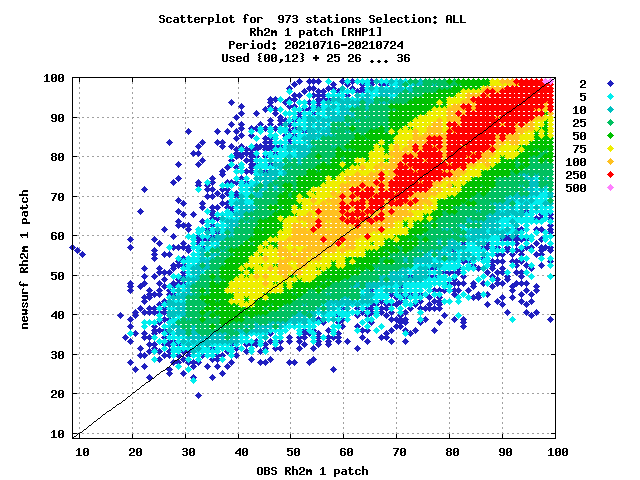 Scatterplot for 973 stations Selection: ALL
Rh2m 1 patch [RHP1]
Period: 20210716-20210724
Used {00,12} + 25 26 ... 36
100
90
80
70
60
50
40
30
20
10
newsurf Rh2m 1 patch
10 20 30 40 50 60 70 80 90 100
OBS Rh2m 1 patch
2
5
10
25
50
75
100
250
500